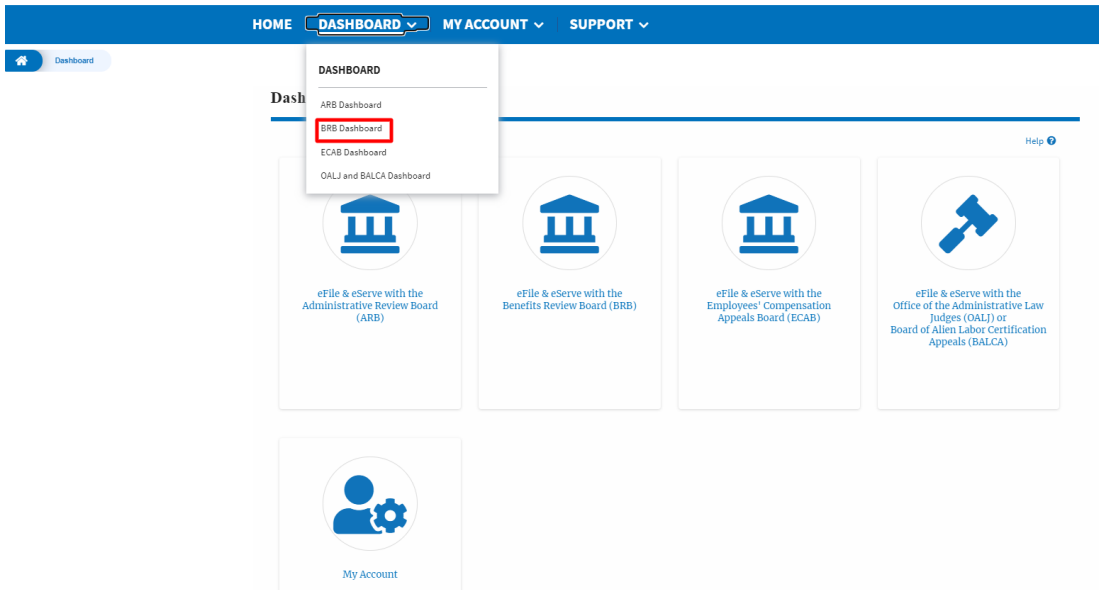 HOME DASHBOARD MY ACCOUNT SUPPORT
Dashboard
DASHBOARD
ARB Dashboard
BRB Dashboard
ECAB Dashboard
OALJ and BALCA Dashboard
Dash
Help
eFile & eServe with the
Administrative Review Board
(ARB)
eFile & eServe with the
Benefits Review Board (BRB)
eFile & eServe with the
Employees' Compensation
Appeals Board (ECAB)
eFile & eServe with the
Office of the Administrative Law
Judges (OALJ) or
Board of Alien Labor Certification
Appeals (BALCA)
My Account